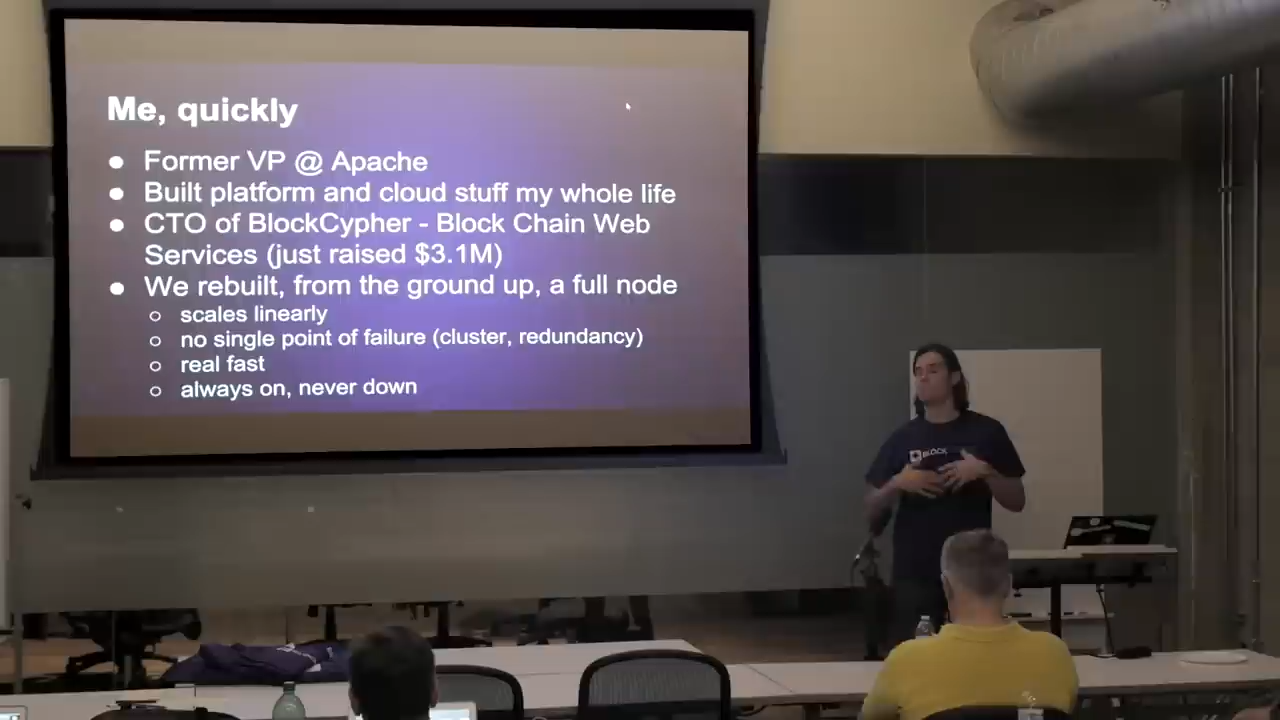 Me, quickly
● Former VP @ Apache
● Built platform and cloud stuff my whole life
● CTO of BlockCypher - Block Chain Web
Services (just raised $3.1M)
● We rebuilt, from the ground up, a full node
○ scales linearly
○ no single point of failure (cluster, redundancy)
○ real fast
○ always on, never down
BLOCK